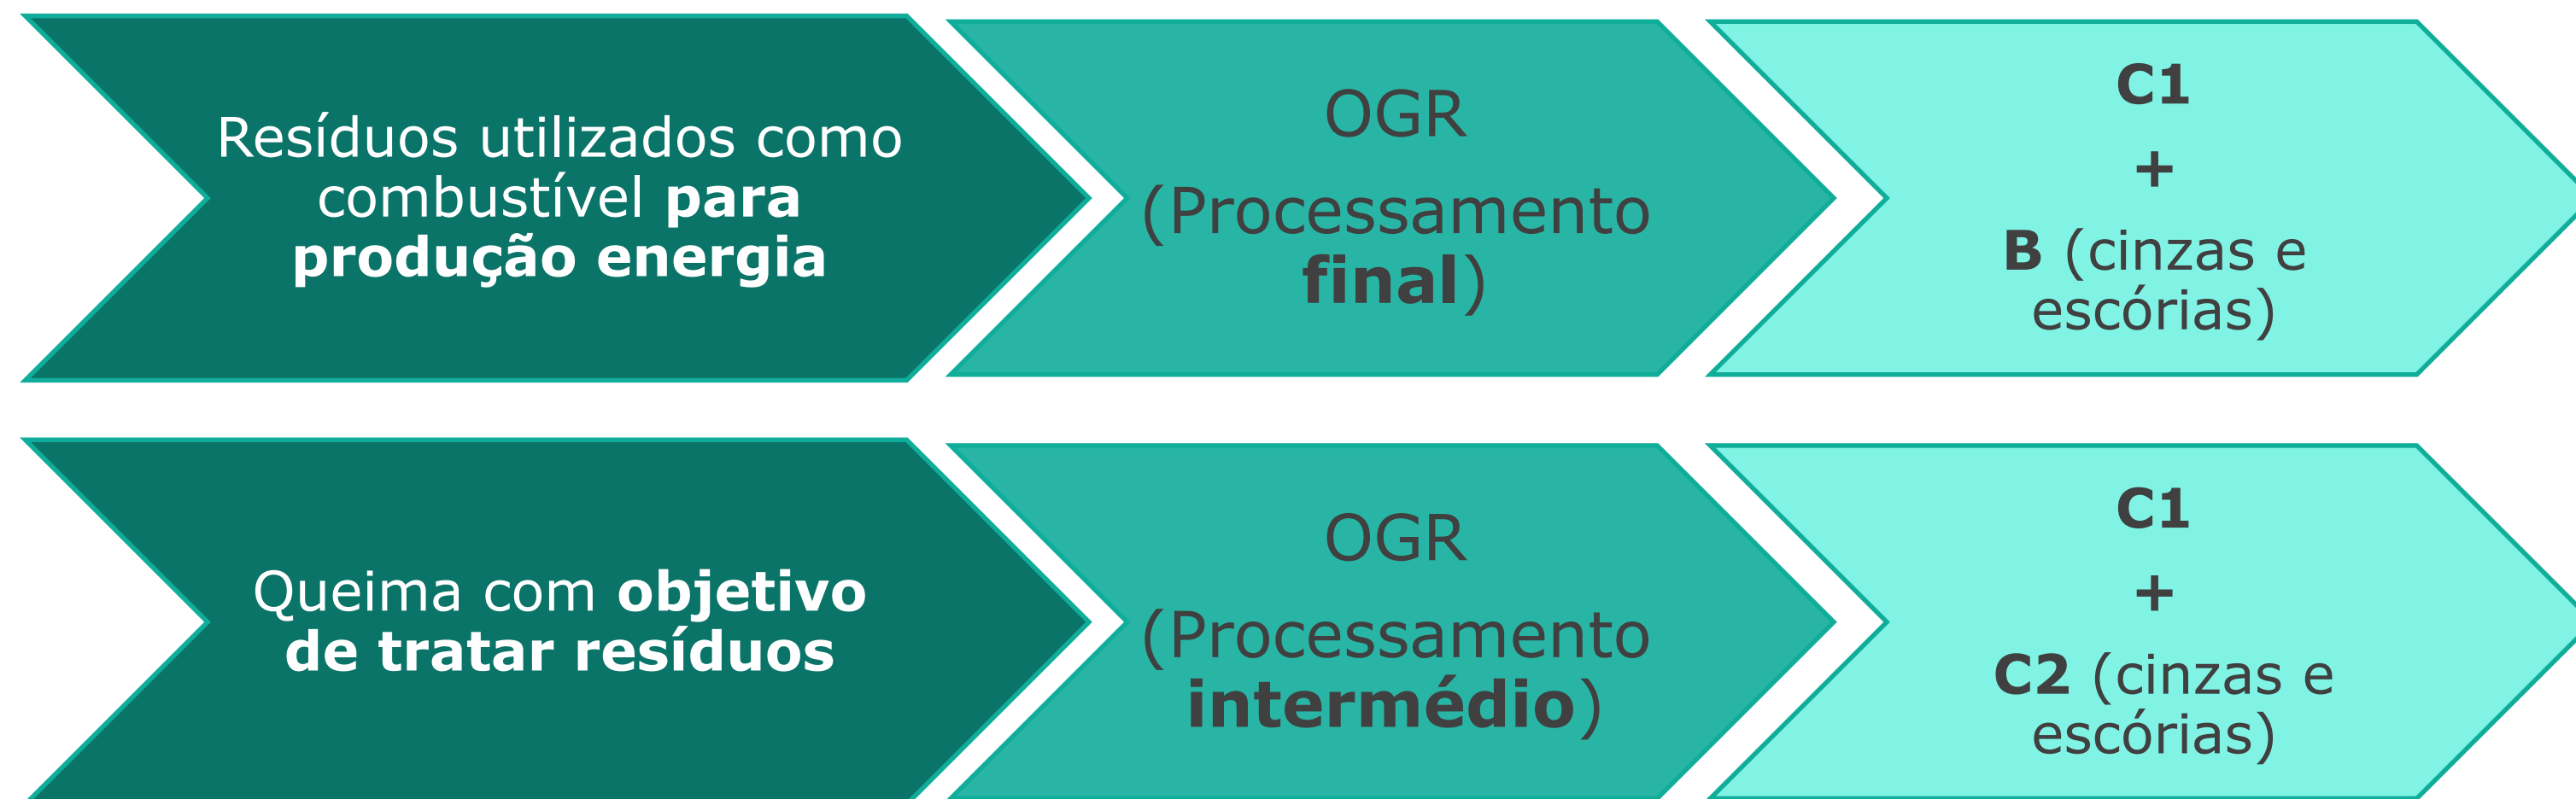 Resíduos utilizados como
combustível para
produção energia
OGR
(Processamento
final)
C1
+
B (cinzas e
escórias)
Queima com objetivo
de tratar resíduos
OGR
(Processamento
intermédio)
C1
+
C2 (cinzas e
escórias)